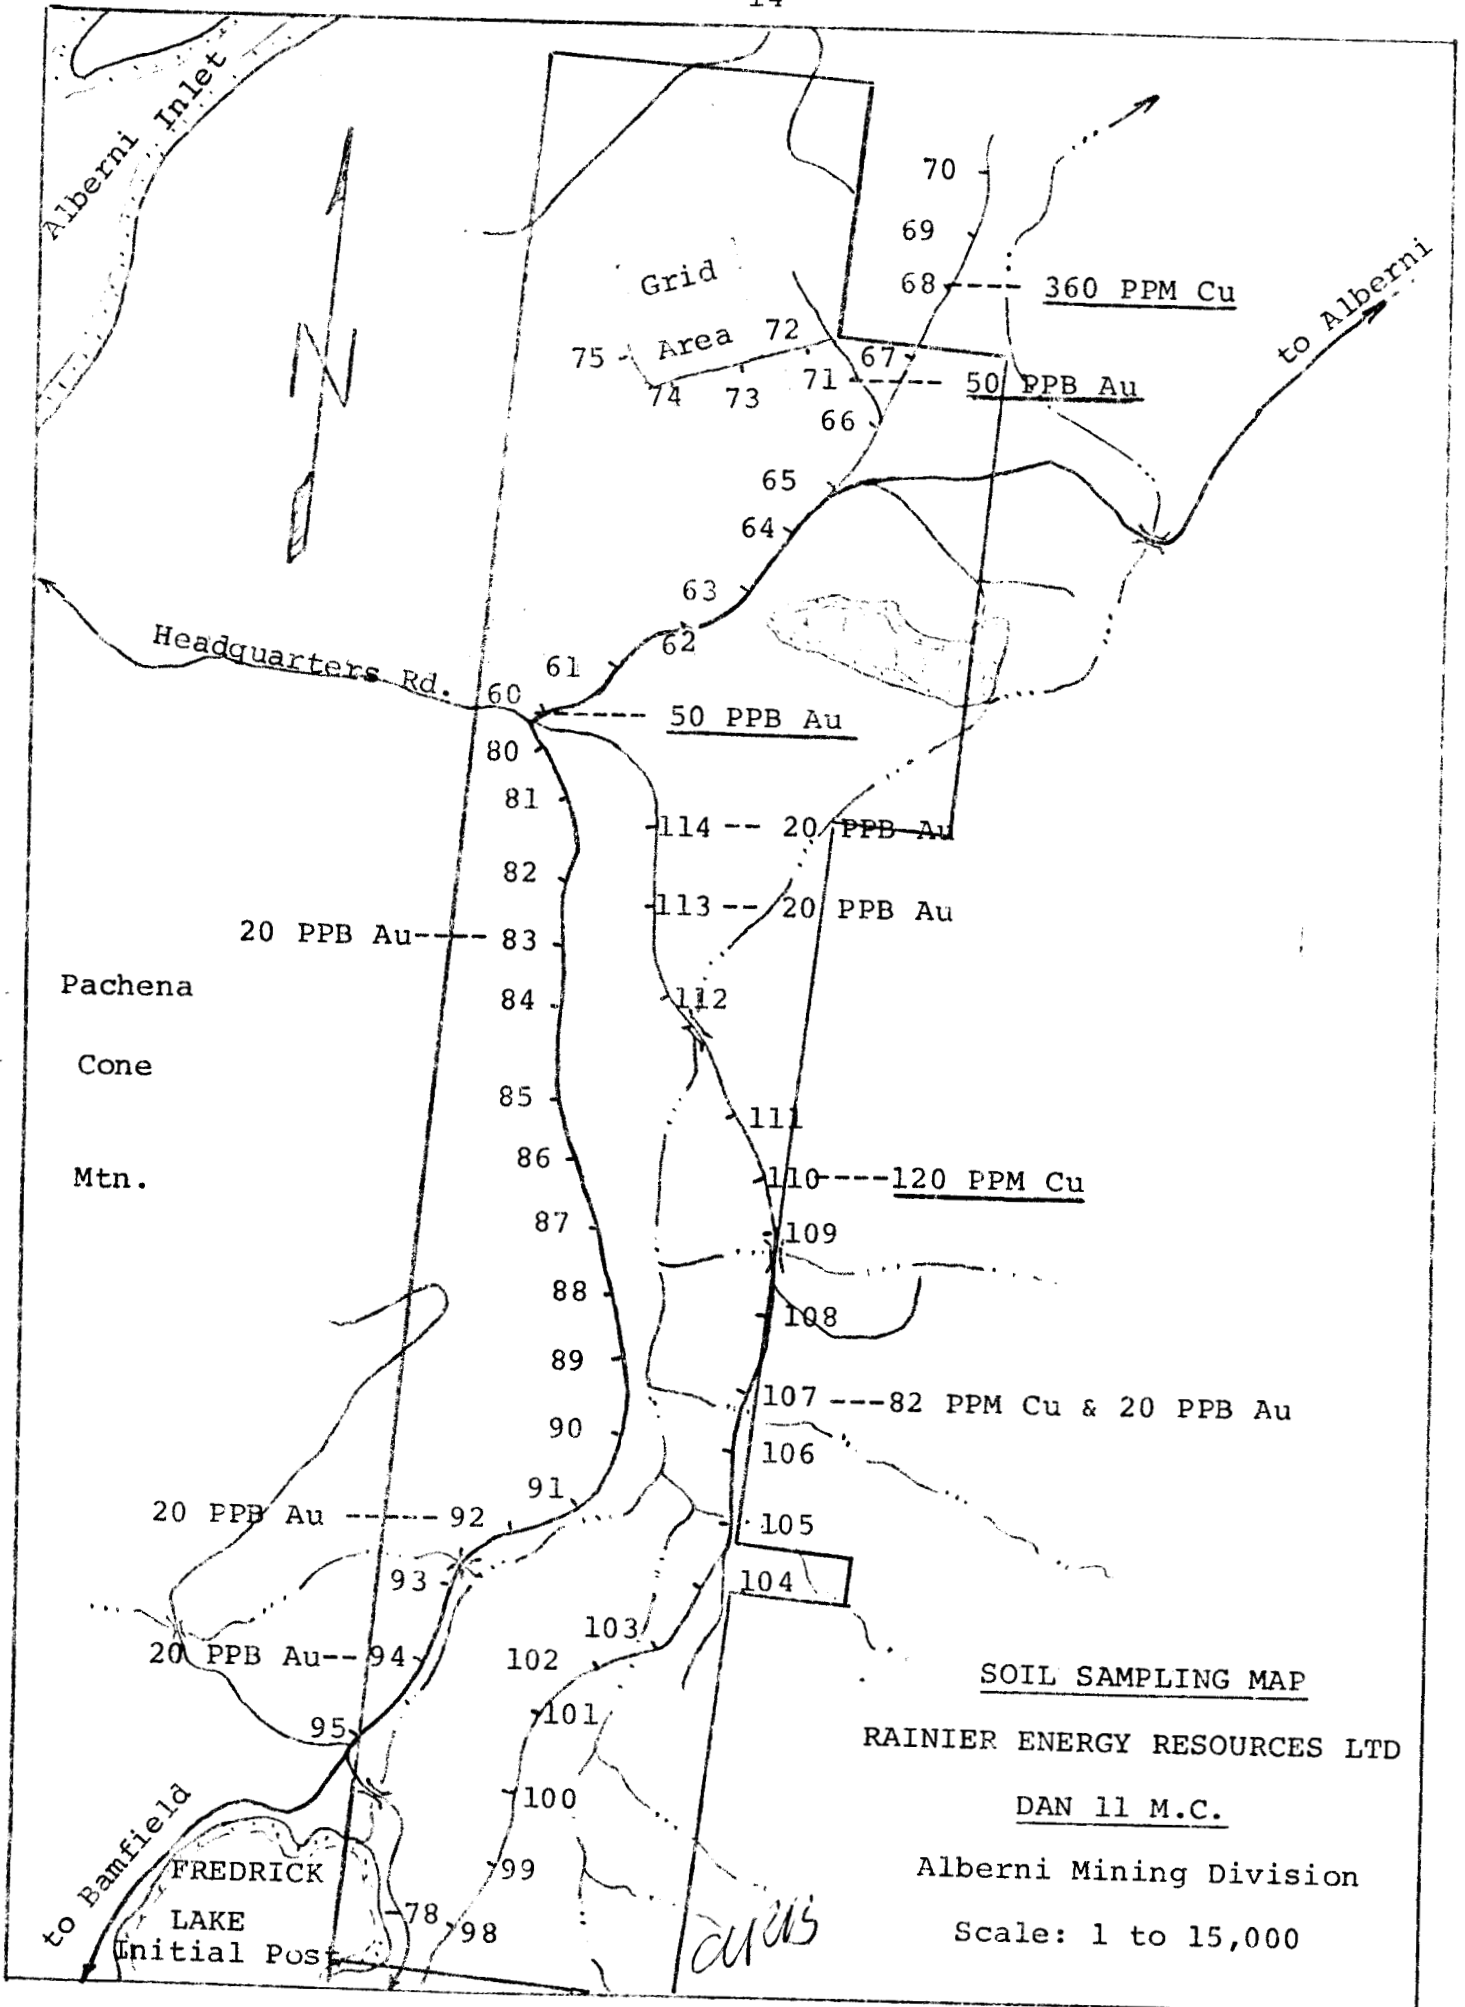 14
Alberni Inlet
70
69
68 ---- 360 PPM Cu
to Alberni
Grid
Area
72
75
67
71 ---- 50 PPB Au
74
73
66
65
64
63
62
Headquarters Rd.
61
60 ---- 50 PPB Au
80
81
114 -- 20 PPB Au
82
113 -- 20 PPB Au
20 PPB Au---- 83
Pachena
84
112
Cone
85
111
86
Mtn.
110----120 PPM Cu
87
109
88
108
89
107 ---82 PPM Cu & 20 PPB Au
90
106
91
20 PPB Au ----- 92
105
93
104
103
20 PPB Au-- 94
102
SOIL SAMPLING MAP
101
95
RAINIER ENERGY RESOURCES LTD
100
DAN 11 M.C.
to Bamfield
FREDRICK
99
Alberni Mining Division
LAKE
78
98
Scale: 1 to 15,000
Initial Post
N